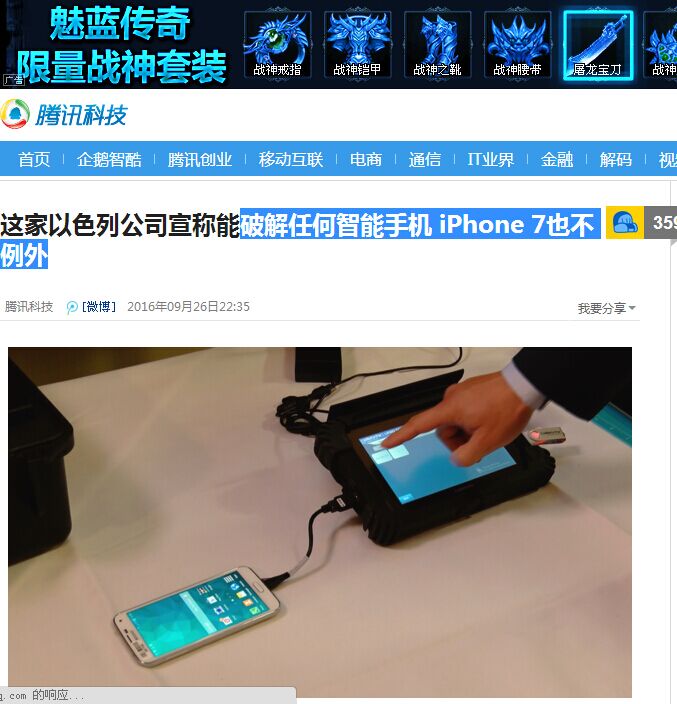 魅蓝传奇
限量战神套装
广告
战神戒指
战神铠甲
战神之靴
战神腰带
屠龙宝刀
战神
腾讯科技
首页 企鹅智酷 腾讯创业 移动互联 电商 通信 IT业界 金融 解码
这家以色列公司宣称能破解任何智能手机 iPhone 7也不
例外
359
腾讯科技 [微博] 2016年09月26日22:35 我要分享
q.com 的响应...